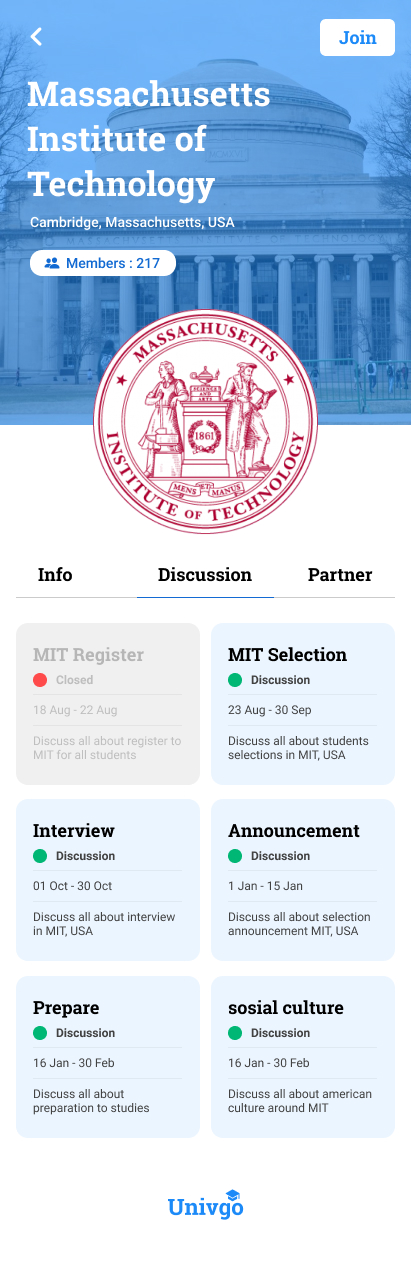 Join
Massachusetts
Institute of
Technology
Cambridge, Massachusetts, USA
Members : 217
MASSACHUSETTS
INSTITUTE OF TECHNOLOGY
SCIENCE
AND
ARTS
1861
MENS ET MANUS
Info Discussion Partner
MIT Register
Closed
18 Aug - 22 Aug
Discuss all about register to
MIT for all students
MIT Selection
Discussion
23 Aug - 30 Sep
Discuss all about students
selections in MIT, USA
Interview
Discussion
01 Oct - 30 Oct
Discuss all about interview
in MIT, USA
Announcement
Discussion
1 Jan - 15 Jan
Discuss all about selection
announcement MIT, USA
Prepare
Discussion
16 Jan - 30 Feb
Discuss all about
preparation to studies
sosial culture
Discussion
16 Jan - 30 Feb
Discuss all about american
culture around MIT
Univgo